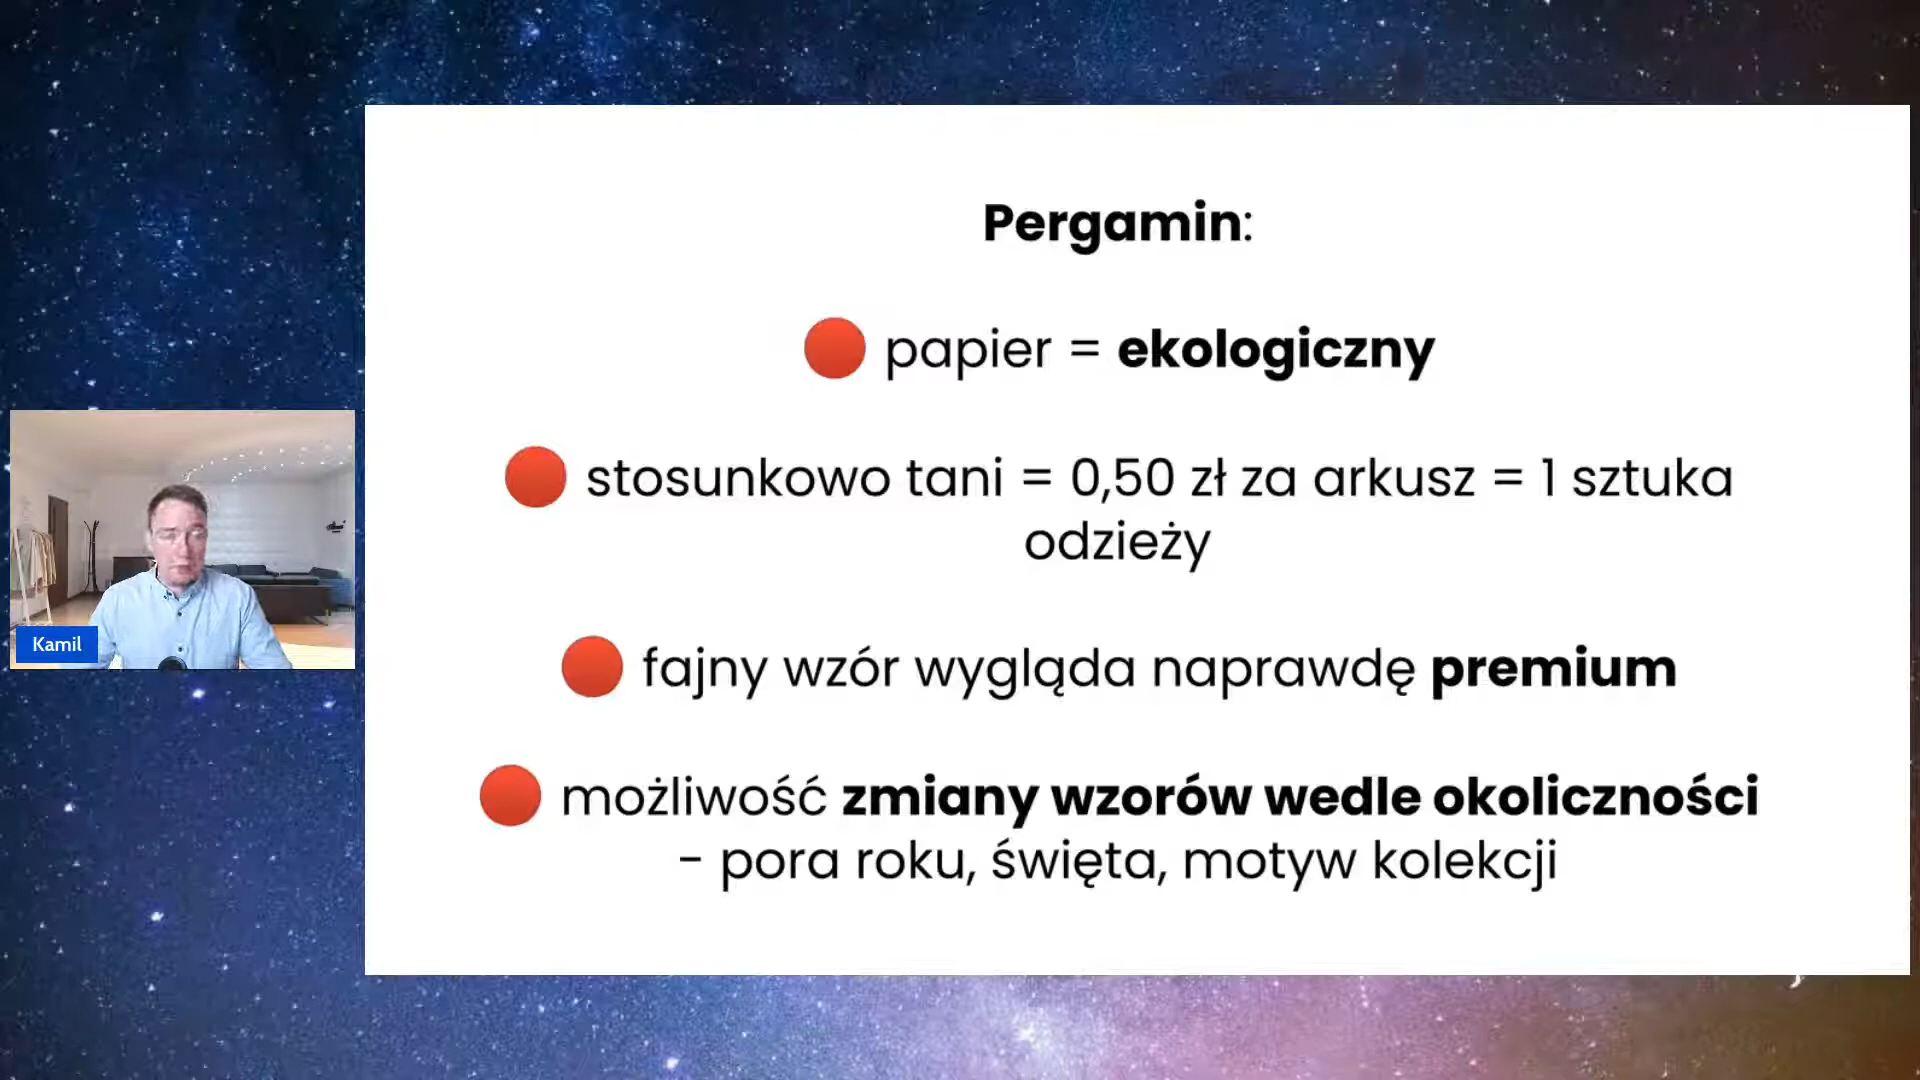 Pergamin:
papier = ekologiczny
stosunkowo tani = 0,50 zł za arkusz = 1 sztuka
odzieży
fajny wzór wygląda naprawdę premium
możliwość zmiany wzorów wedle okoliczności
- pora roku, święta, motyw kolekcji
Kamil